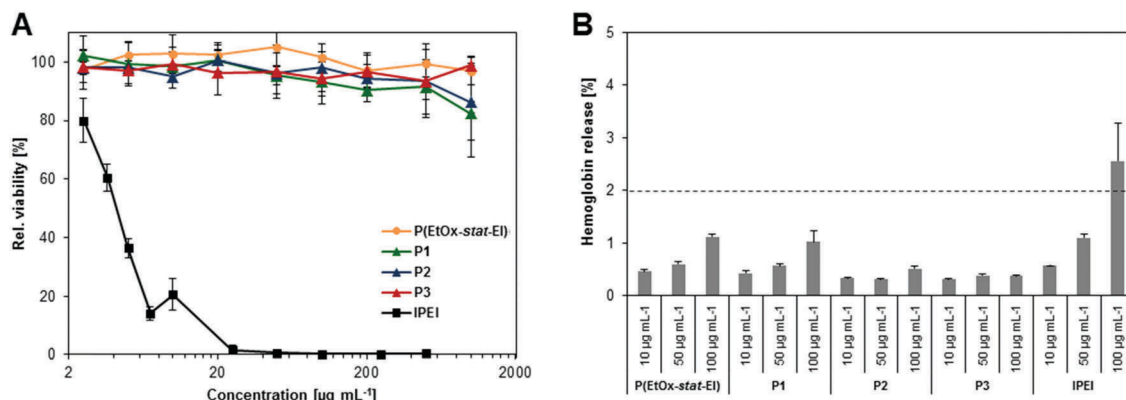 A
Rel. viability [%]
120
100
80
60
40
20
0
2
20
200
2000
Concentration [µg mL-1]
P(EtOx-stat-EI)
P1
P2
P3
lPEI
B
Hemoglobin release [%]
5
4
3
2
1
0
10 µg mL-1
50 µg mL-1
100 µg mL-1
10 µg mL-1
50 µg mL-1
100 µg mL-1
10 µg mL-1
50 µg mL-1
100 µg mL-1
10 µg mL-1
50 µg mL-1
100 µg mL-1
10 µg mL-1
50 µg mL-1
100 µg mL-1
P(EtOx-stat-EI)
P1
P2
P3
lPEI